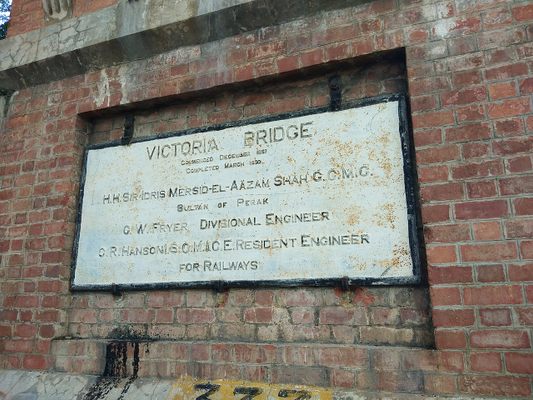 VICTORIA BRIDGE
COMMENCED DECEMBER 1897
COMPLETED MARCH 1900.
H.H. SIR IDRIS MERSID-EL-AÄZAM SHAH G.C.M.G.
SULTAN OF PERAK
G.W. FRYER DIVISIONAL ENGINEER
C.R. HANSON RESIDENT ENGINEER
FOR RAILWAYS